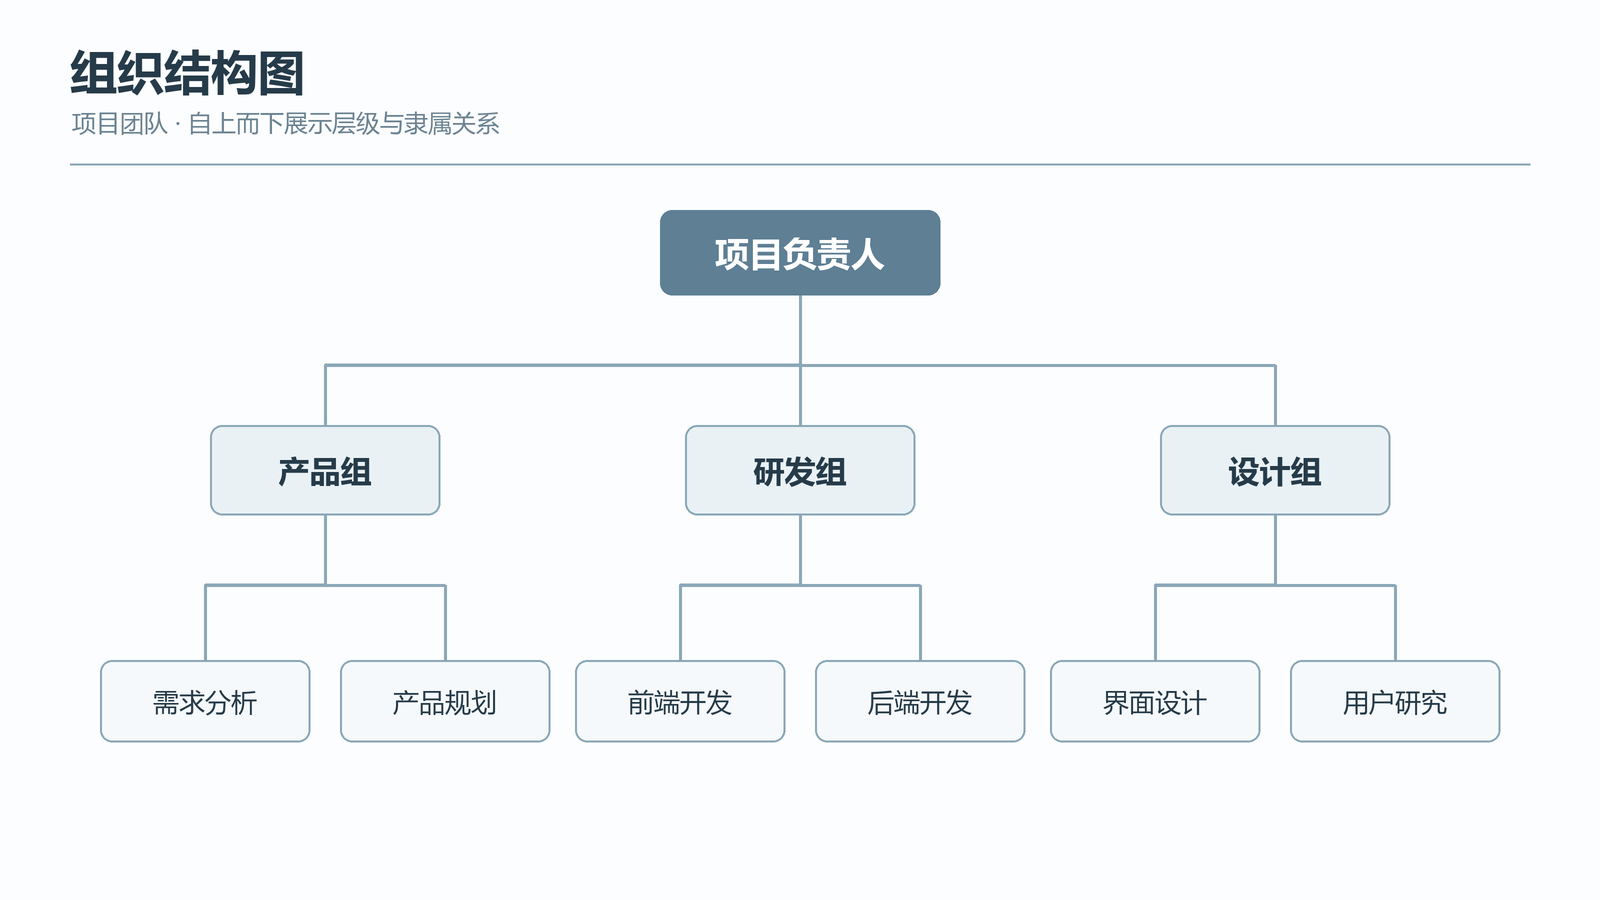 组织结构图
项目团队 · 自上而下展示层级与隶属关系
项目负责人
产品组
研发组
设计组
需求分析
产品规划
前端开发
后端开发
界面设计
用户研究